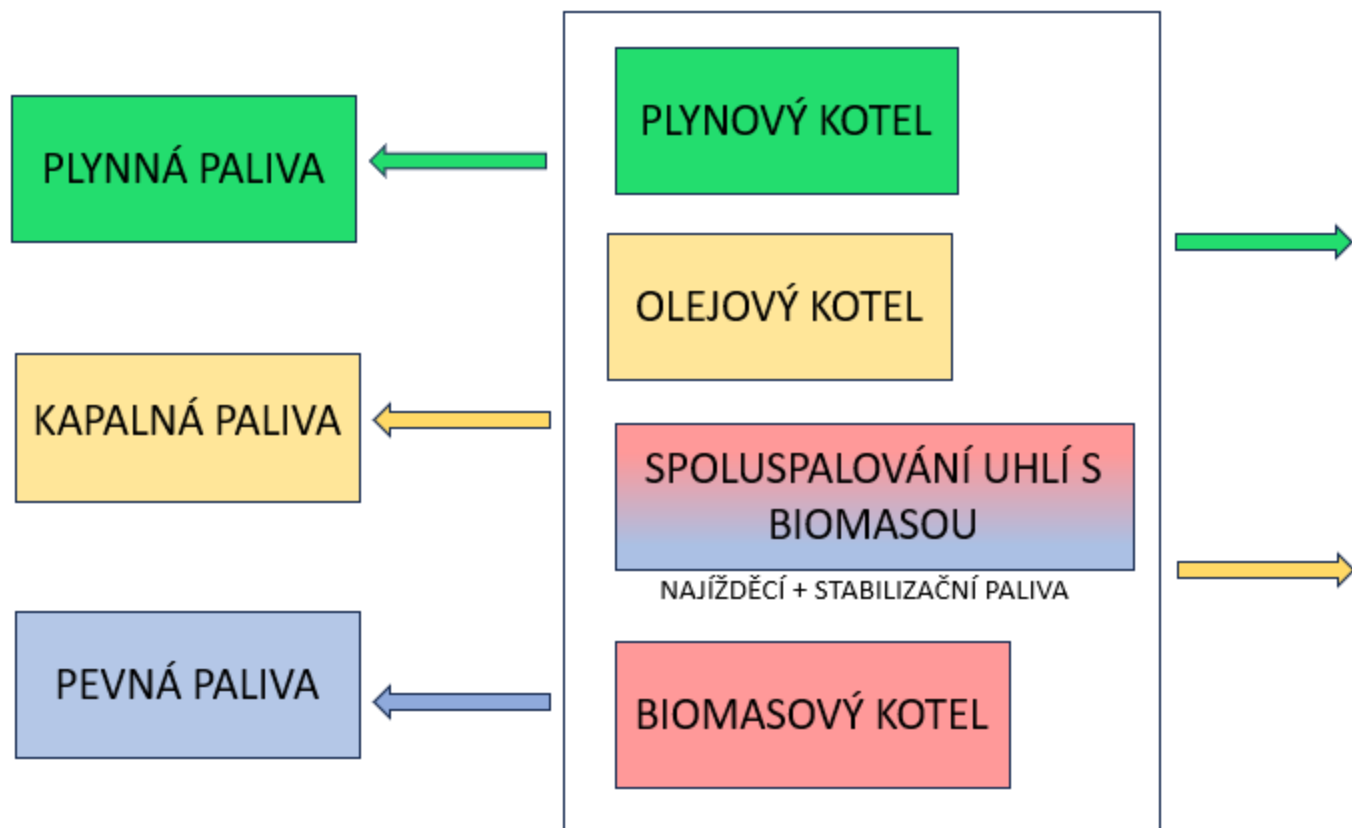 PLYNNÁ PALIVA
KAPALNÁ PALIVA
PEVNÁ PALIVA
PLYNOVÝ KOTEL
OLEJOVÝ KOTEL
SPOLUSPALOVÁNÍ UHLÍ S
BIOMASOU
NAJÍŽDĚCÍ + STABILIZAČNÍ PALIVA
BIOMASOVÝ KOTEL